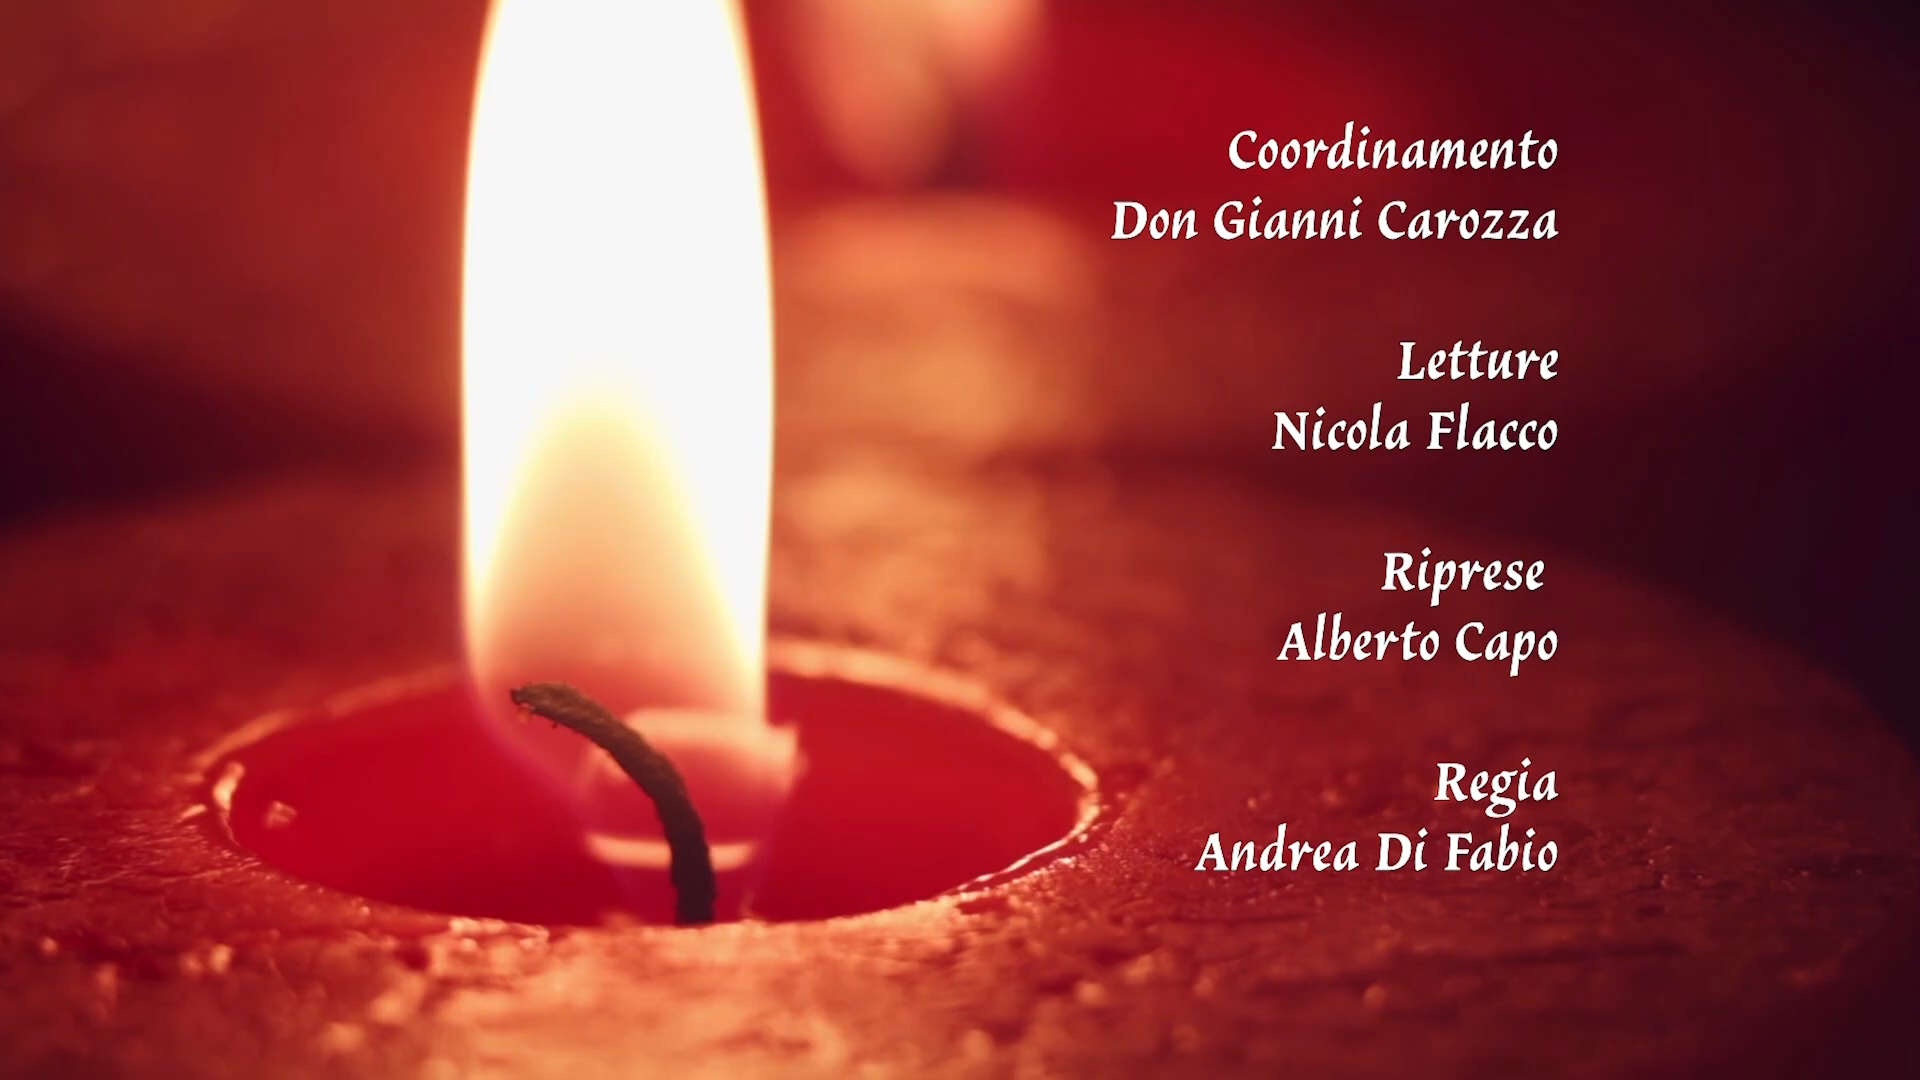 Coordinamento
Don Gianni Carozza
Letture
Nicola Flacco
Riprese
Alberto Capo
Regia
Andrea Di Fabio